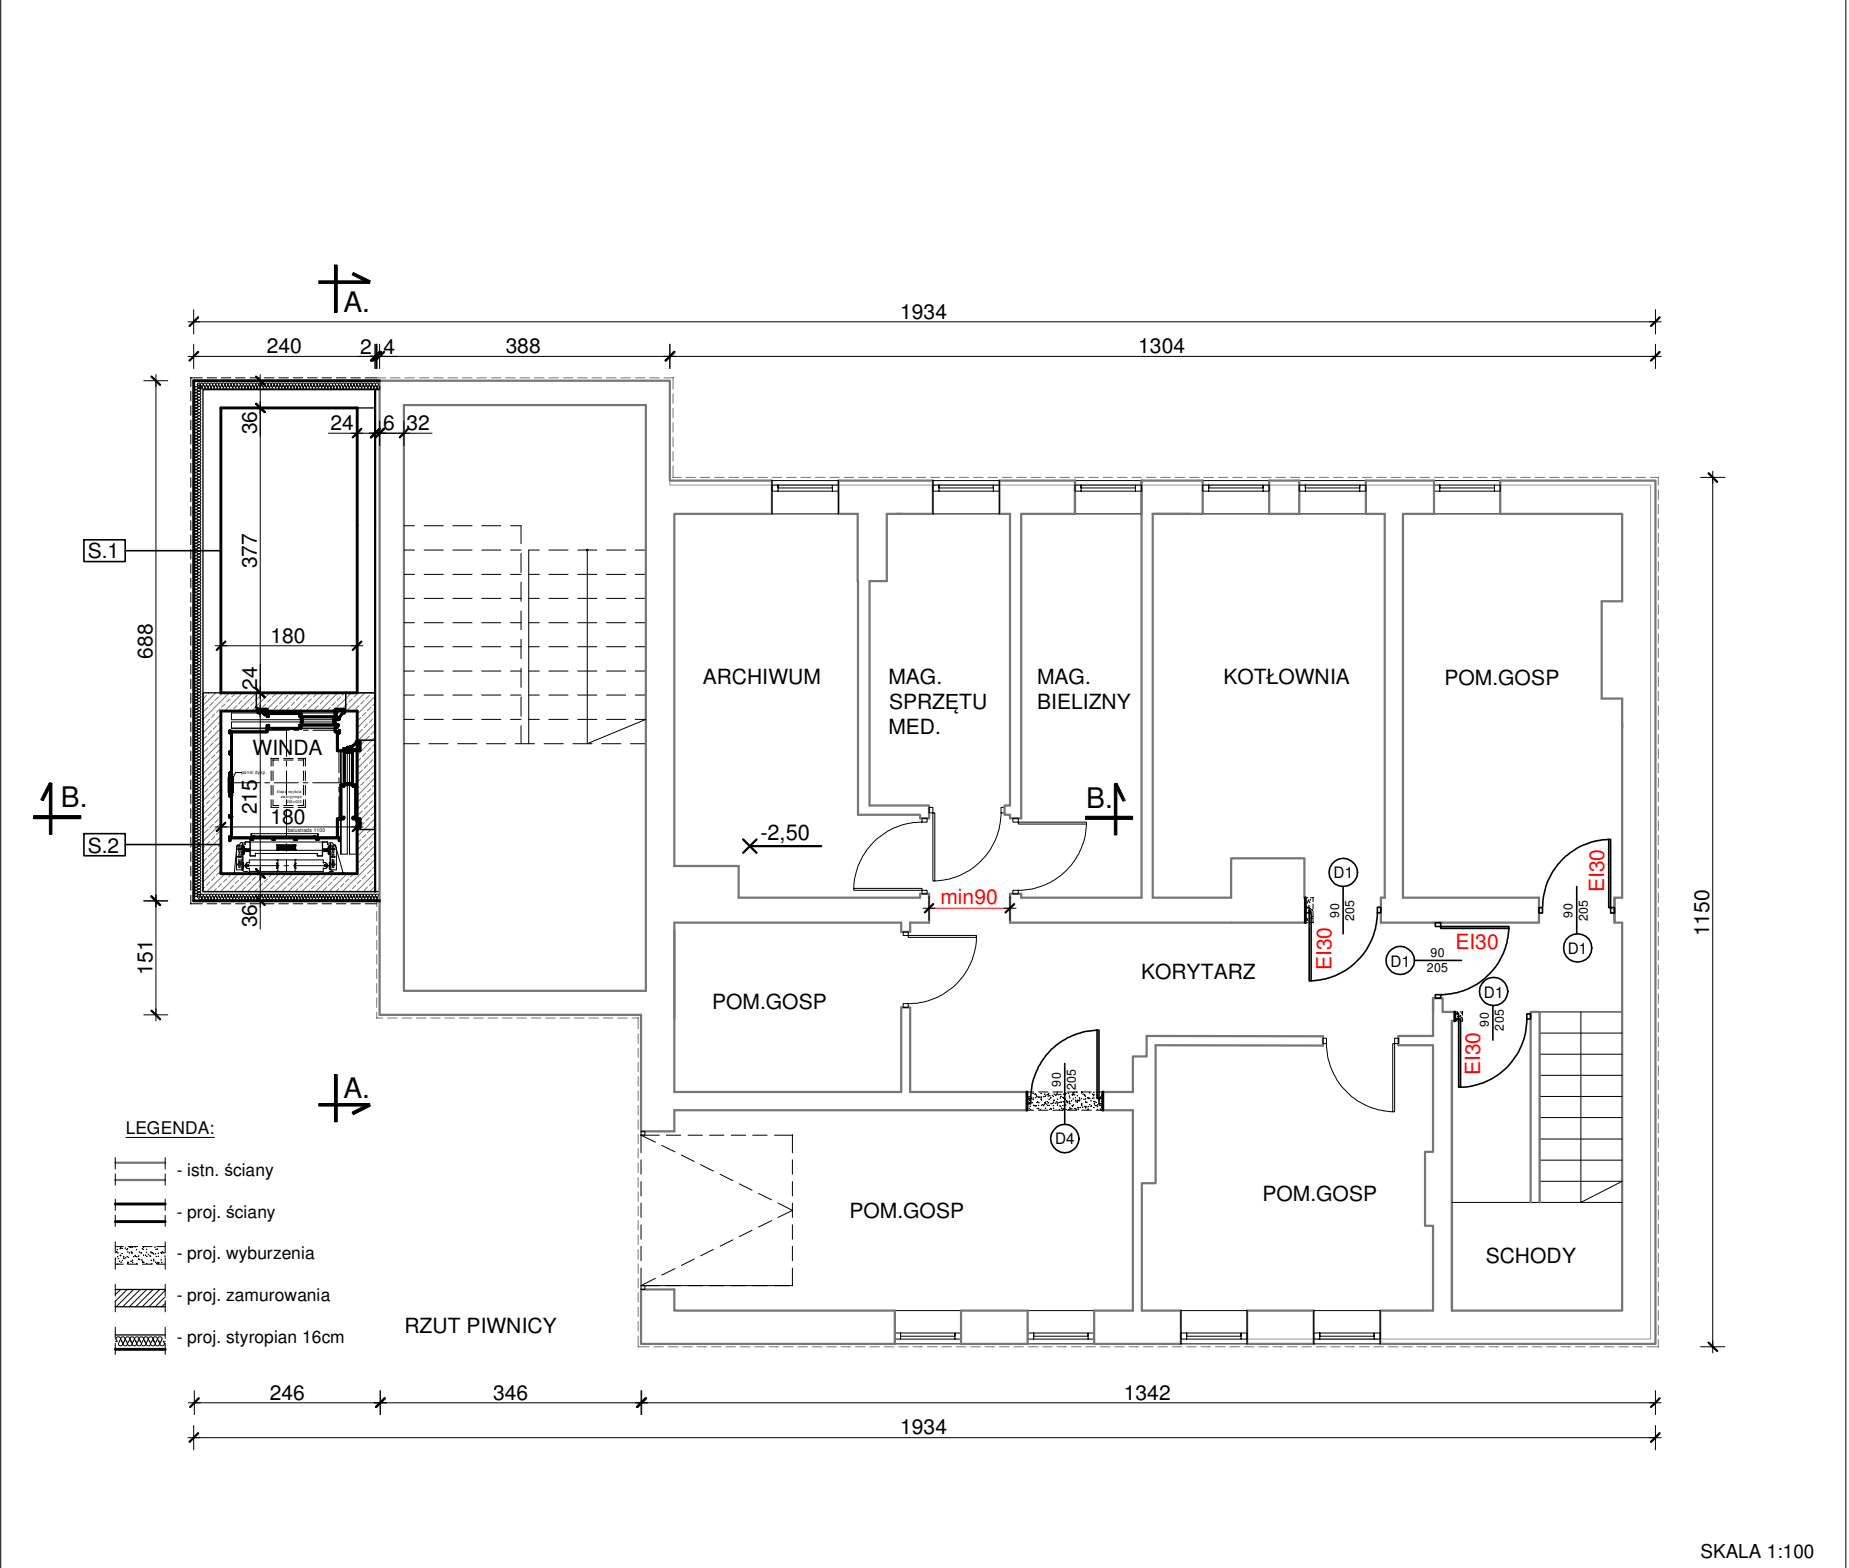 A.
1934
240
2
4
388
1304
36
24
6
32
S.1
377
688
180
24
ARCHIWUM
MAG.
SPRZĘTU
MED.
MAG.
BIELIZNY
KOTŁOWNIA
POM.GOSP
WINDA
215
180
balustrada 1100
B.
B.
S.2
-2,50
36
151
min90
D1
90
205
EI30
EI30
90
205
D1
1150
EI30
D1
90
205
D1
90
205
EI30
KORYTARZ
POM.GOSP
90
205
D4
A.
LEGENDA:
- istn. ściany
- proj. ściany
- proj. wyburzenia
- proj. zamurowania
- proj. styropian 16cm
POM.GOSP
POM.GOSP
SCHODY
RZUT PIWNICY
246
346
1342
1934
SKALA 1:100